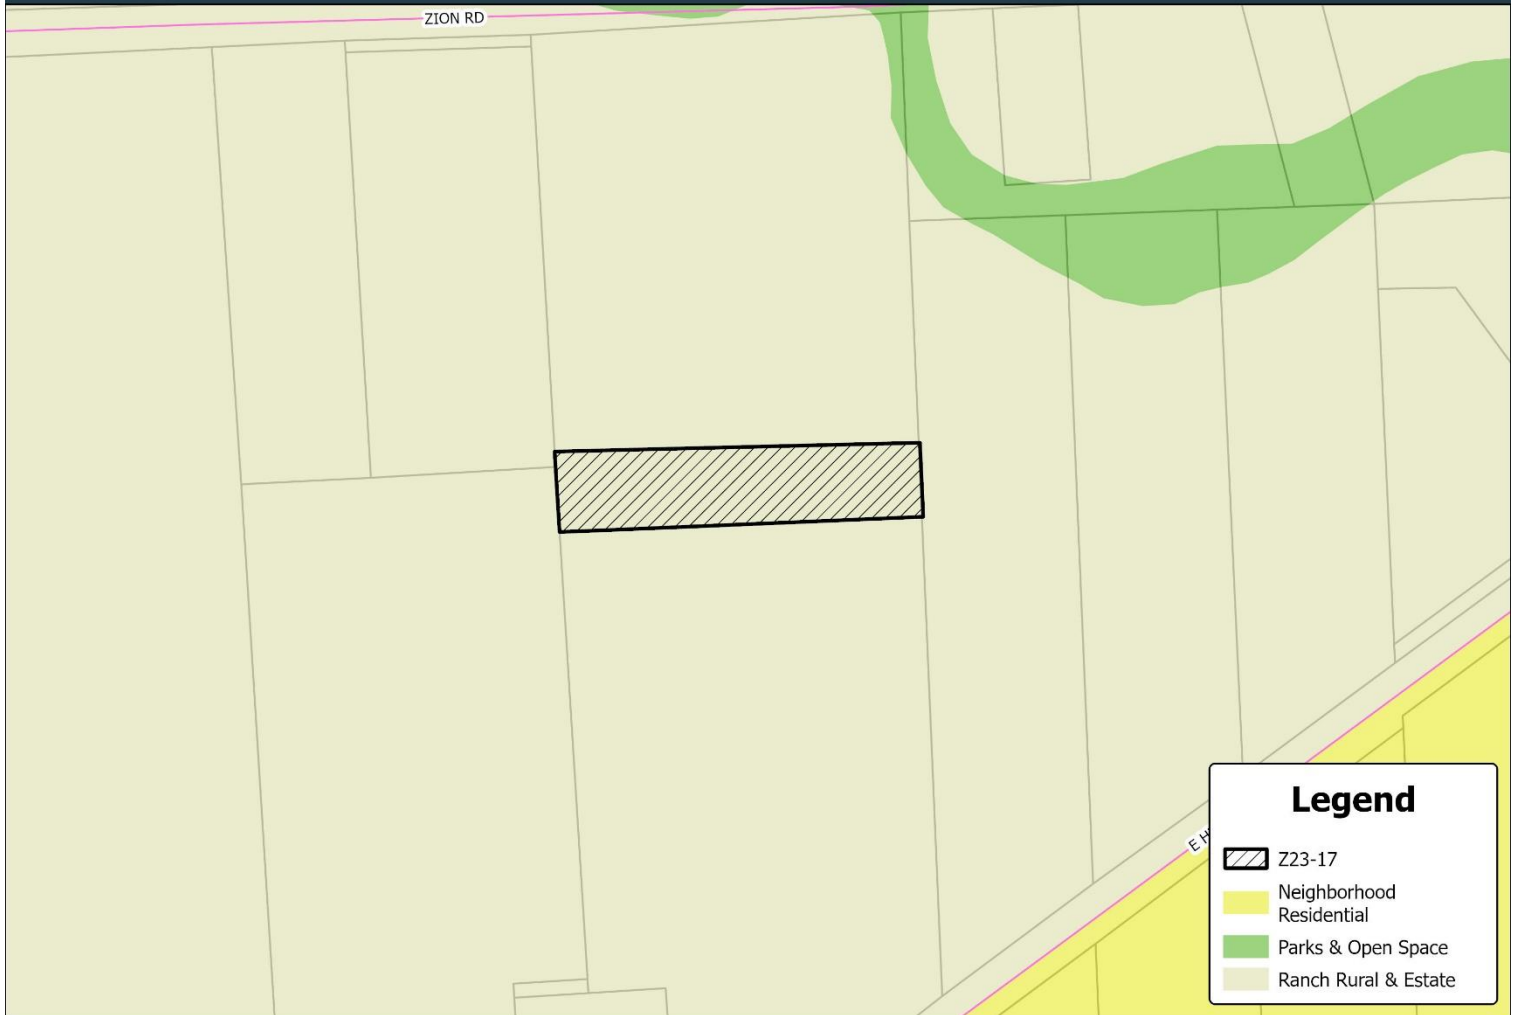 ZION RD
E H
Legend
Z23-17
Neighborhood
Residential
Parks & Open Space
Ranch Rural & Estate